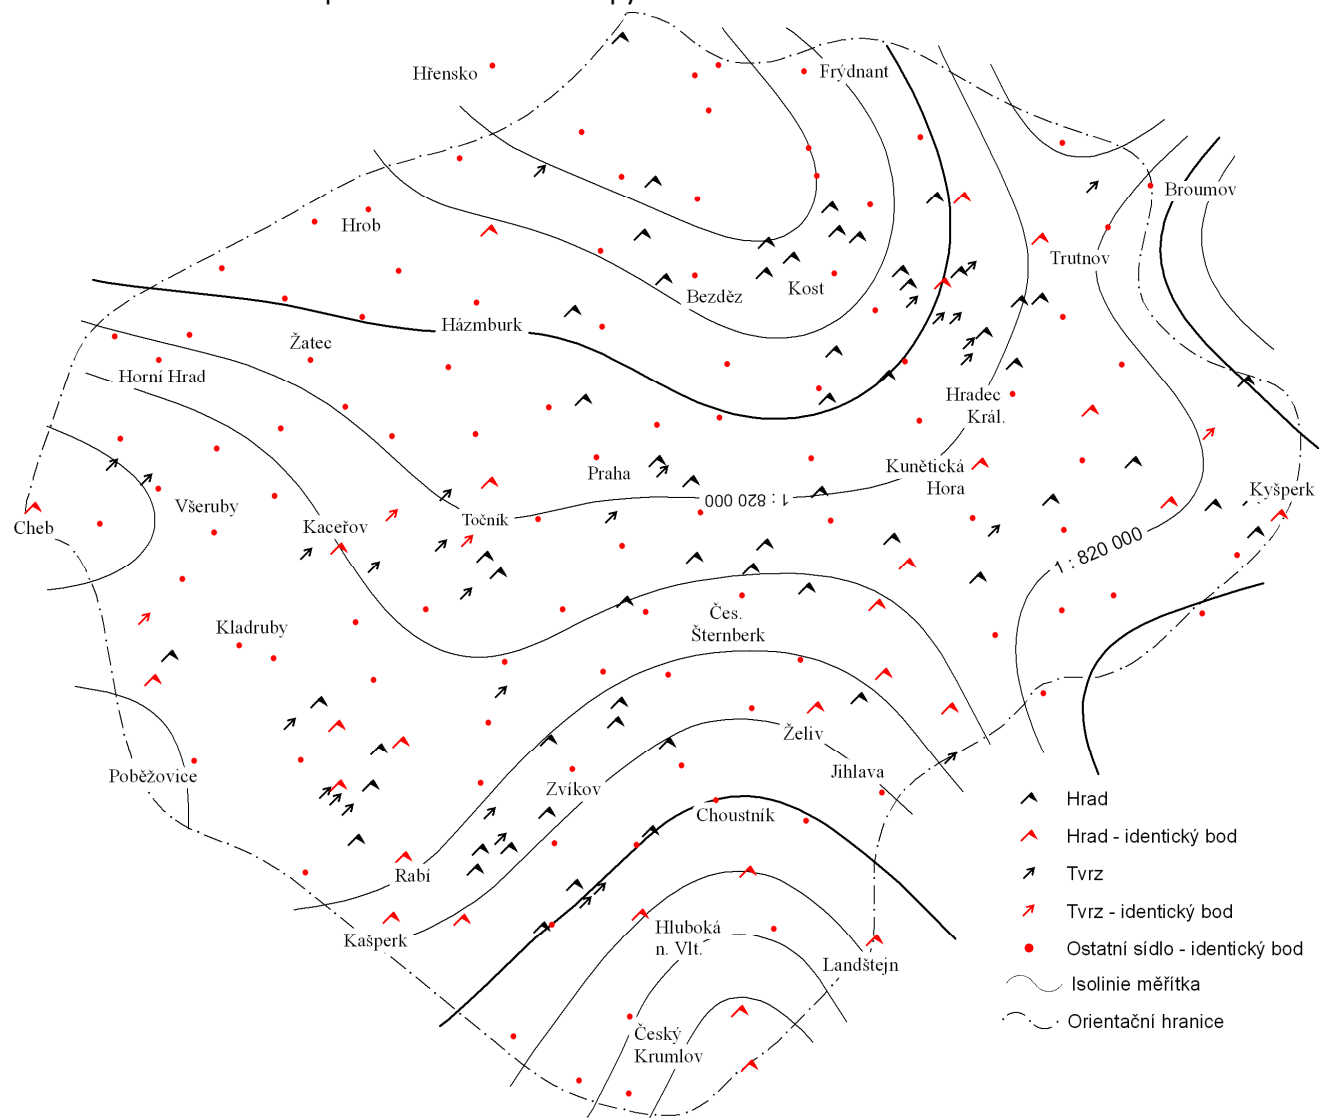 Hřensko
Frýdnant
Broumov
Hrob
Trutnov
Bezděz
Kost
Házmburk
Žatec
Horní Hrad
Hradec
Král.
Praha
Kunětická
Hora
1 : 820 000
Všeruby
Kyšperk
Cheb
Kaceřov
Točník
1 : 820 000
Čes.
Šternberk
Kladruby
Želiv
Poběžovice
Jihlava
Zvíkov
Choustník
Rabí
Kašperk
Hluboká
n. Vlt.
Landštejn
Český
Krumlov
Hrad
Hrad - identický bod
Tvrz
Tvrz - identický bod
Ostatní sídlo - identický bod
Isolinie měřítka
Orientační hranice